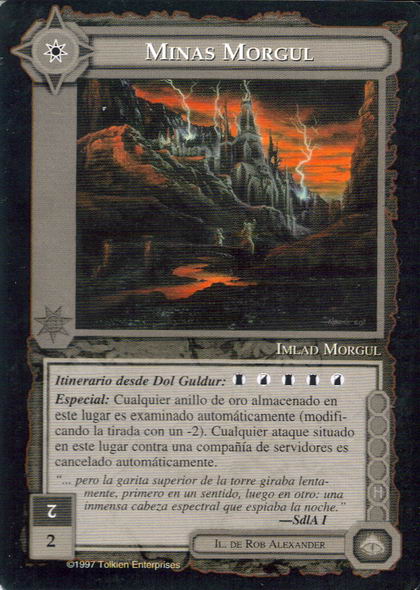 MINAS MORGUL
IMLAD MORGUL
Itinerario desde Dol Guldur:
Especial: Cualquier anillo de oro almacenado en
este lugar es examinado automáticamente (modifi-
cando la tirada con un -2). Cualquier ataque situado
en este lugar contra una compañía de servidores es
cancelado automáticamente.
"... pero la garita superior de la torre giraba lenta-
mente, primero en un sentido, luego en otro: una
inmensa cabeza espectral que espiaba la noche."
—SdlA I
2
2
IL. DE ROB ALEXANDER
©1997 Tolkien Enterprises